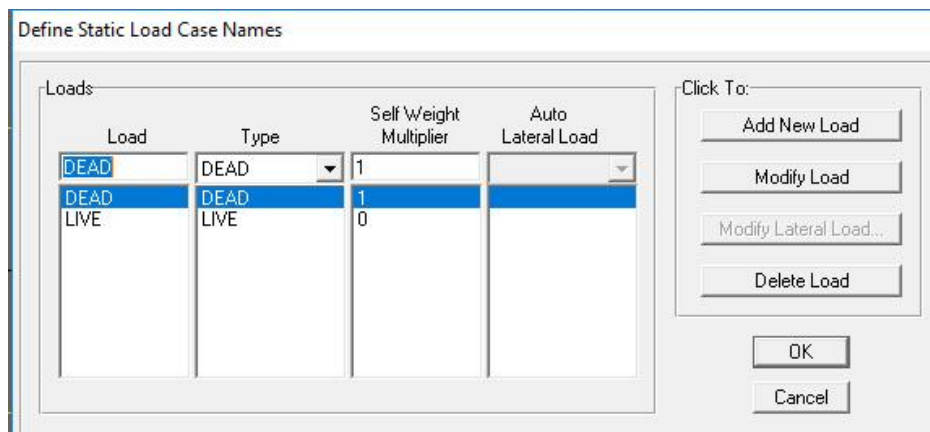 Define Static Load Case Names
Loads
Load Type Self Weight Multiplier Auto Lateral Load
DEAD DEAD 1
DEAD DEAD 1
LIVE LIVE 0
Click To:
Add New Load
Modify Load
Modify Lateral Load...
Delete Load
OK
Cancel